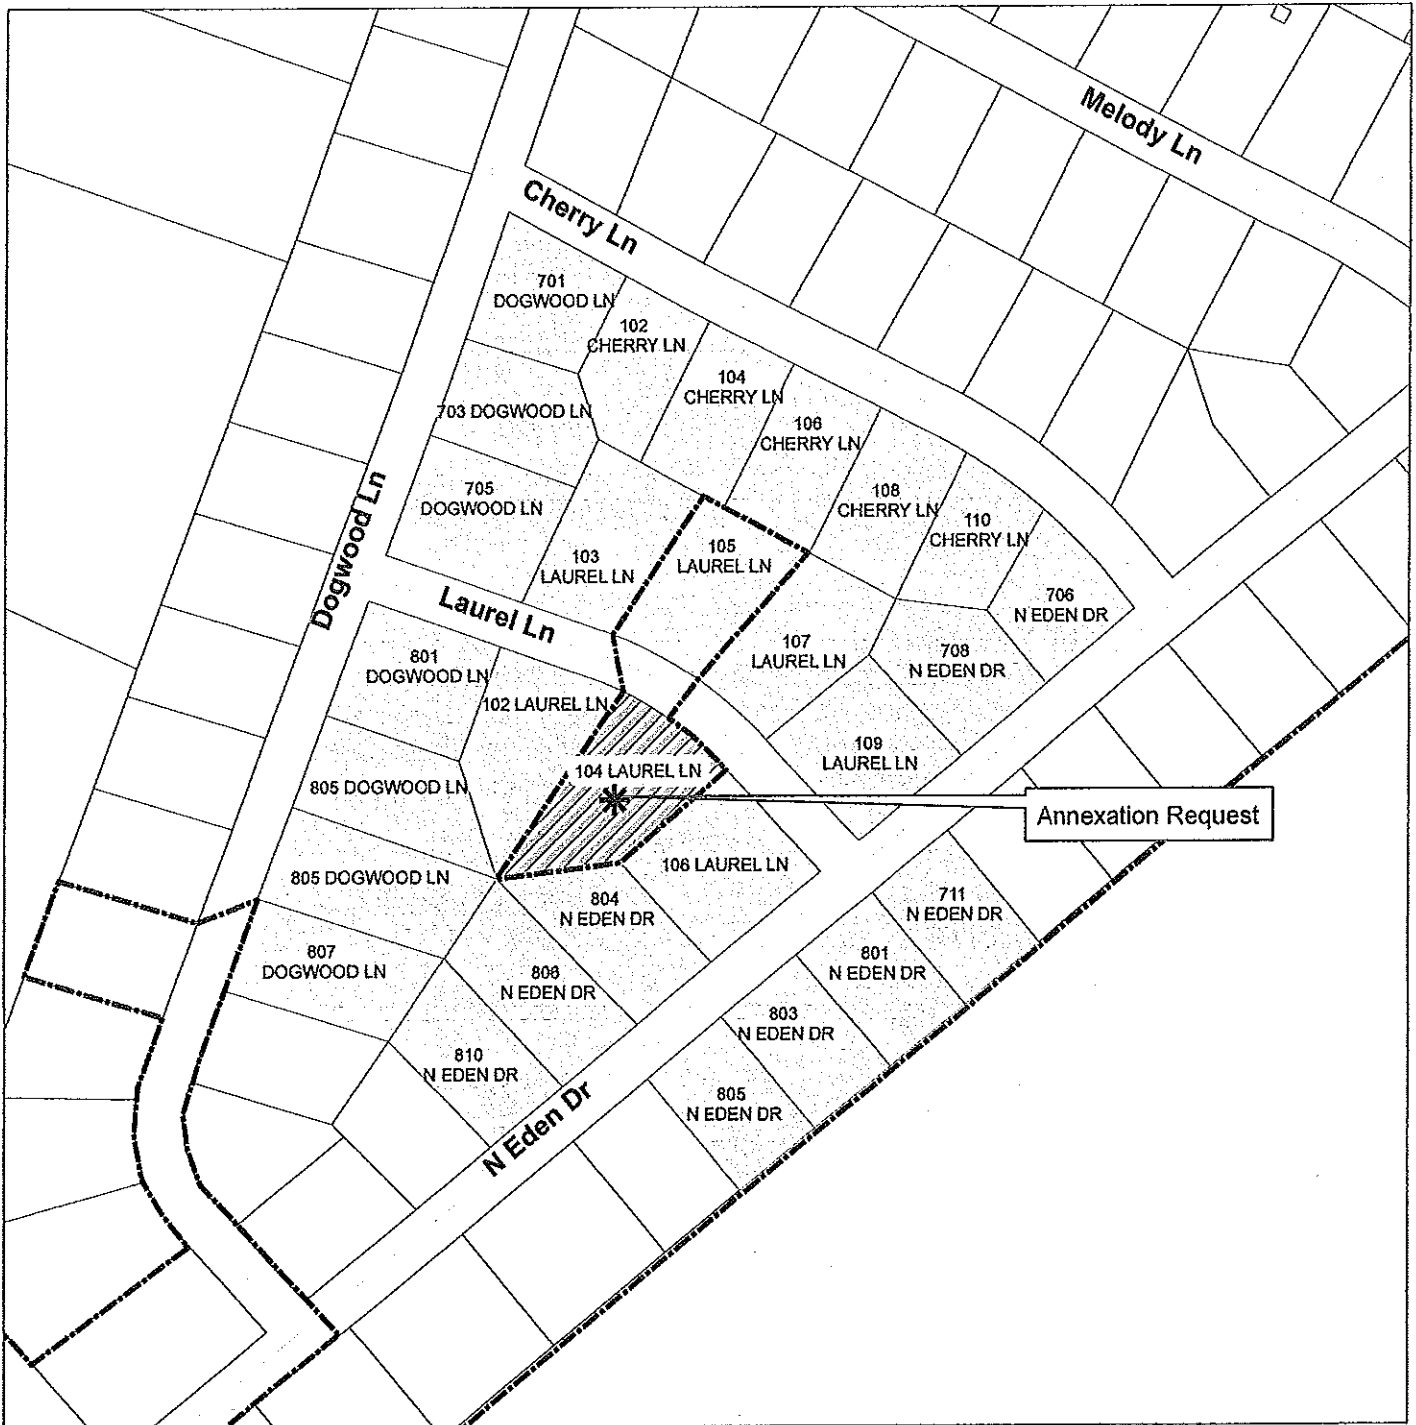 Melody Ln
Cherry Ln
701
DOGWOOD LN
102
CHERRY LN
104
CHERRY LN
703 DOGWOOD LN
106
CHERRY LN
705
DOGWOOD LN
108
CHERRY LN
110
CHERRY LN
Dogwood Ln
103
LAUREL LN
105
LAUREL LN
706
N EDEN DR
Laurel Ln
107
LAUREL LN
708
N EDEN DR
801
DOGWOOD LN
102 LAUREL LN
109
LAUREL LN
104 LAUREL LN
805 DOGWOOD LN
Annexation Request
106 LAUREL LN
805 DOGWOOD LN
804
N EDEN DR
711
N EDEN DR
807
DOGWOOD LN
801
N EDEN DR
806
N EDEN DR
803
N EDEN DR
810
N EDEN DR
805
N EDEN DR
N Eden Dr